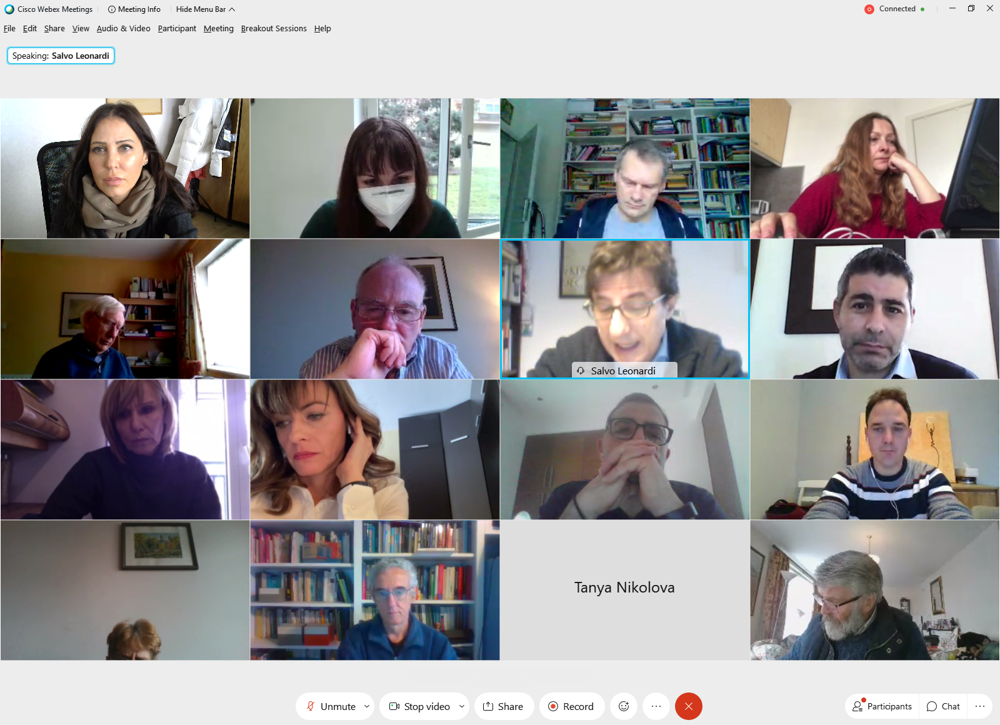 Cisco Webex Meetings
Meeting Info
Hide Menu Bar
Connected
File Edit Share View Audio & Video Participant Meeting Breakout Sessions Help
Speaking: Salvo Leonardi
Salvo Leonardi
Tanya Nikolova
Unmute
Stop video
Share
Record
Participants
Chat